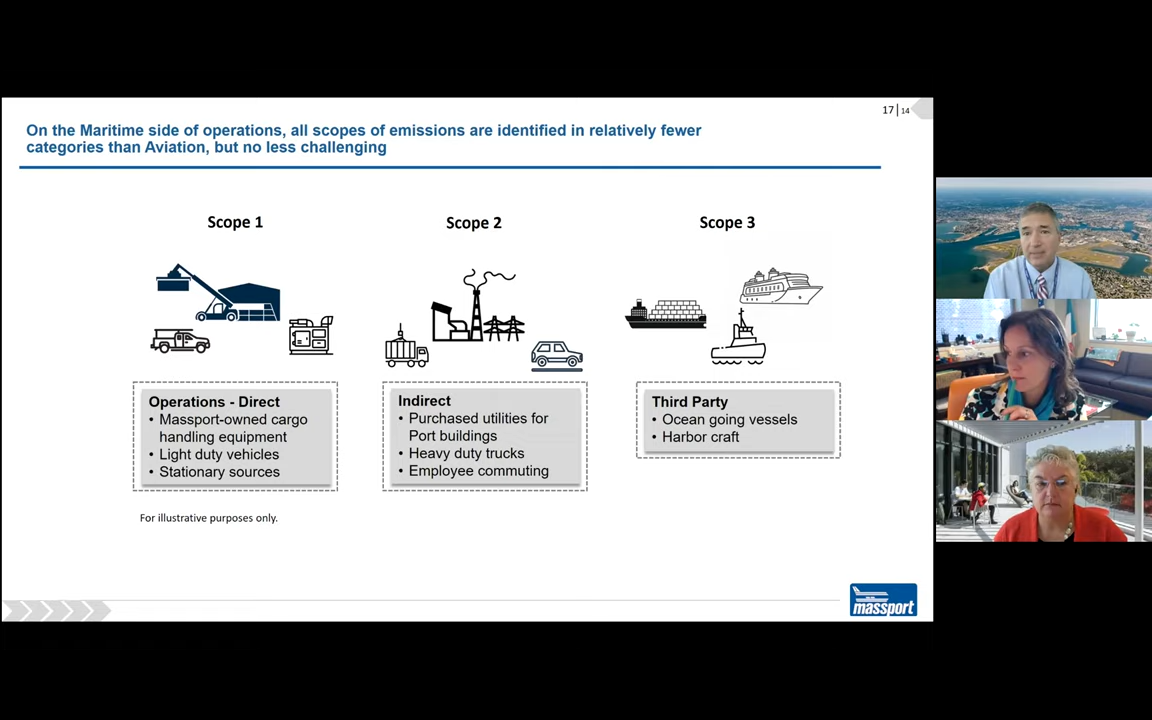 17| 14
On the Maritime side of operations, all scopes of emissions are identified in relatively fewer
categories than Aviation, but no less challenging
Scope 1
Scope 2
Scope 3
Operations - Direct
• Massport-owned cargo
handling equipment
• Light duty vehicles
• Stationary sources
Indirect
• Purchased utilities for
Port buildings
• Heavy duty trucks
• Employee commuting
Third Party
• Ocean going vessels
• Harbor craft
For illustrative purposes only.
massport